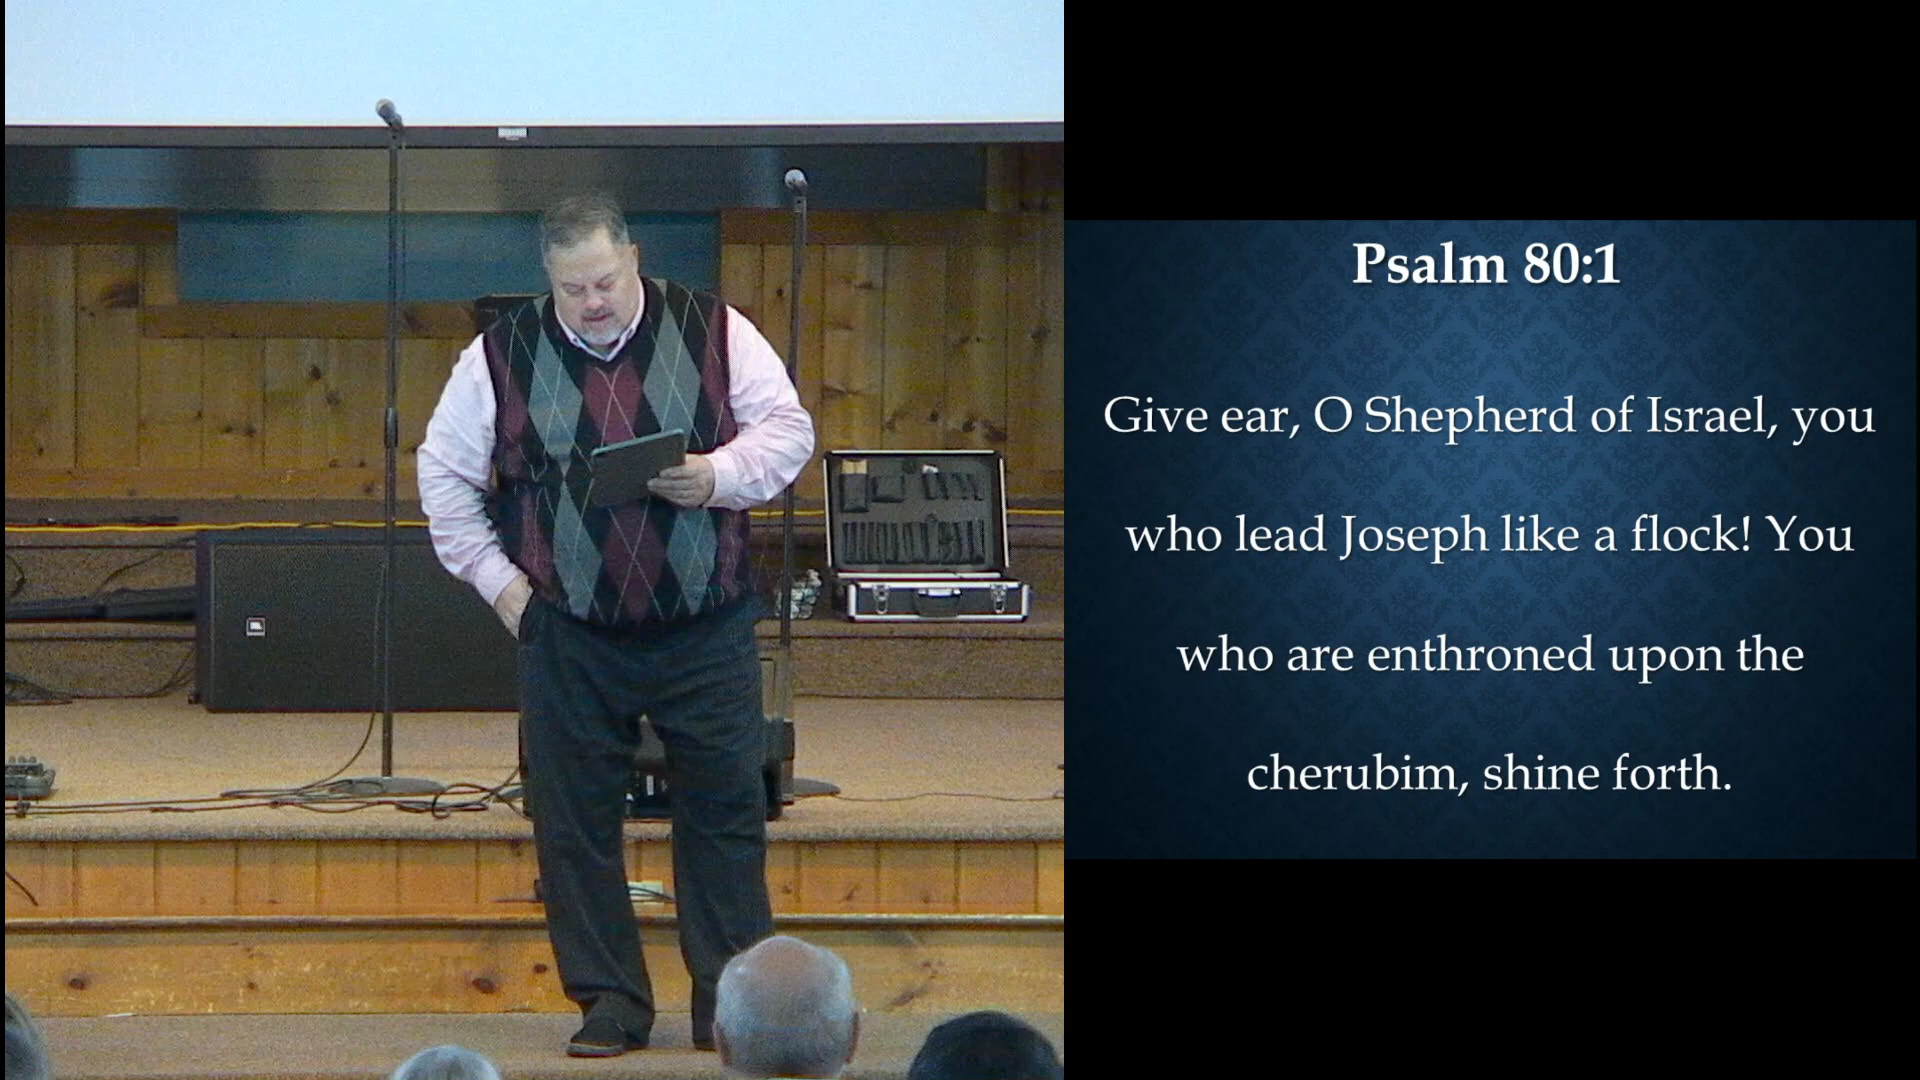 Psalm 80:1
Give ear, O Shepherd of Israel, you
who lead Joseph like a flock! You
who are enthroned upon the
cherubim, shine forth.
JBL